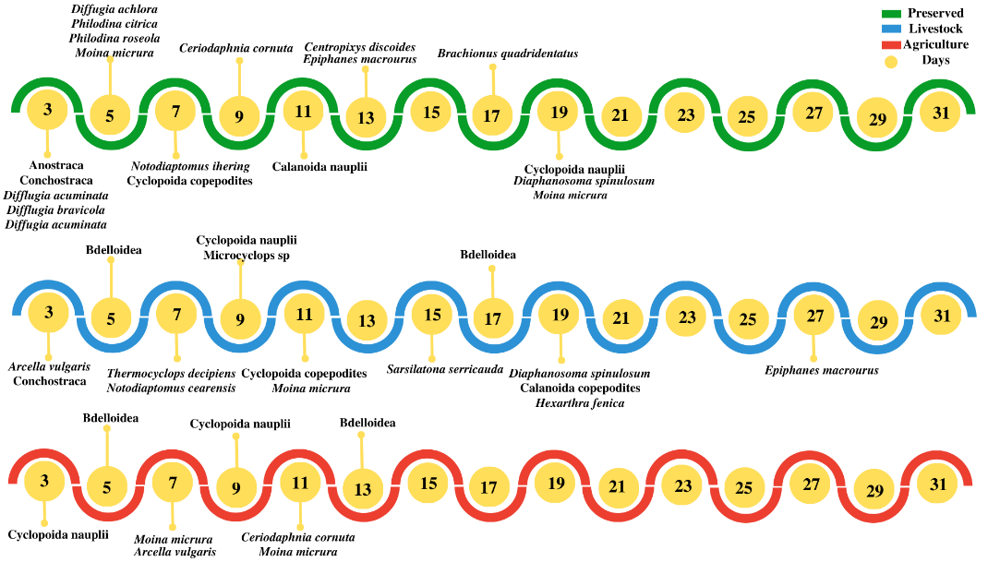 Diffugia achlora
Philodina citrica
Philodina roseola
Moina micrura
Ceriodaphnia cornuta
Centropixys discoides
Epiphanes macrourus
Brachionus quadridentatus
Preserved
Livestock
Agriculture
Days
3 5 7 9 11 13 15 17 19 21 23 25 27 29 31
Anostraca
Conchostraca
Difflugia acuminata
Difflugia bravicola
Diffugia acuminata
Notodiaptomus ihering
Cyclopoida copepodites
Calanoida nauplii
Cyclopoida nauplii
Diaphanosoma spinulosum
Moina micrura
Bdelloidea
Cyclopoida nauplii
Microcyclops sp
Bdelloidea
3 5 7 9 11 13 15 17 19 21 23 25 27 29 31
Arcella vulgaris
Conchostraca
Thermocyclops decipiens
Notodiaptomus cearensis
Cyclopoida copepodites
Moina micrura
Sarsilatona serricauda
Diaphanosoma spinulosum
Calanoida copepodites
Hexarthra fenica
Epiphanes macrourus
Bdelloidea
Cyclopoida nauplii
Bdelloidea
3 5 7 9 11 13 15 17 19 21 23 25 27 29 31
Cyclopoida nauplii
Moina micrura
Arcella vulgaris
Ceriodaphnia cornuta
Moina micrura